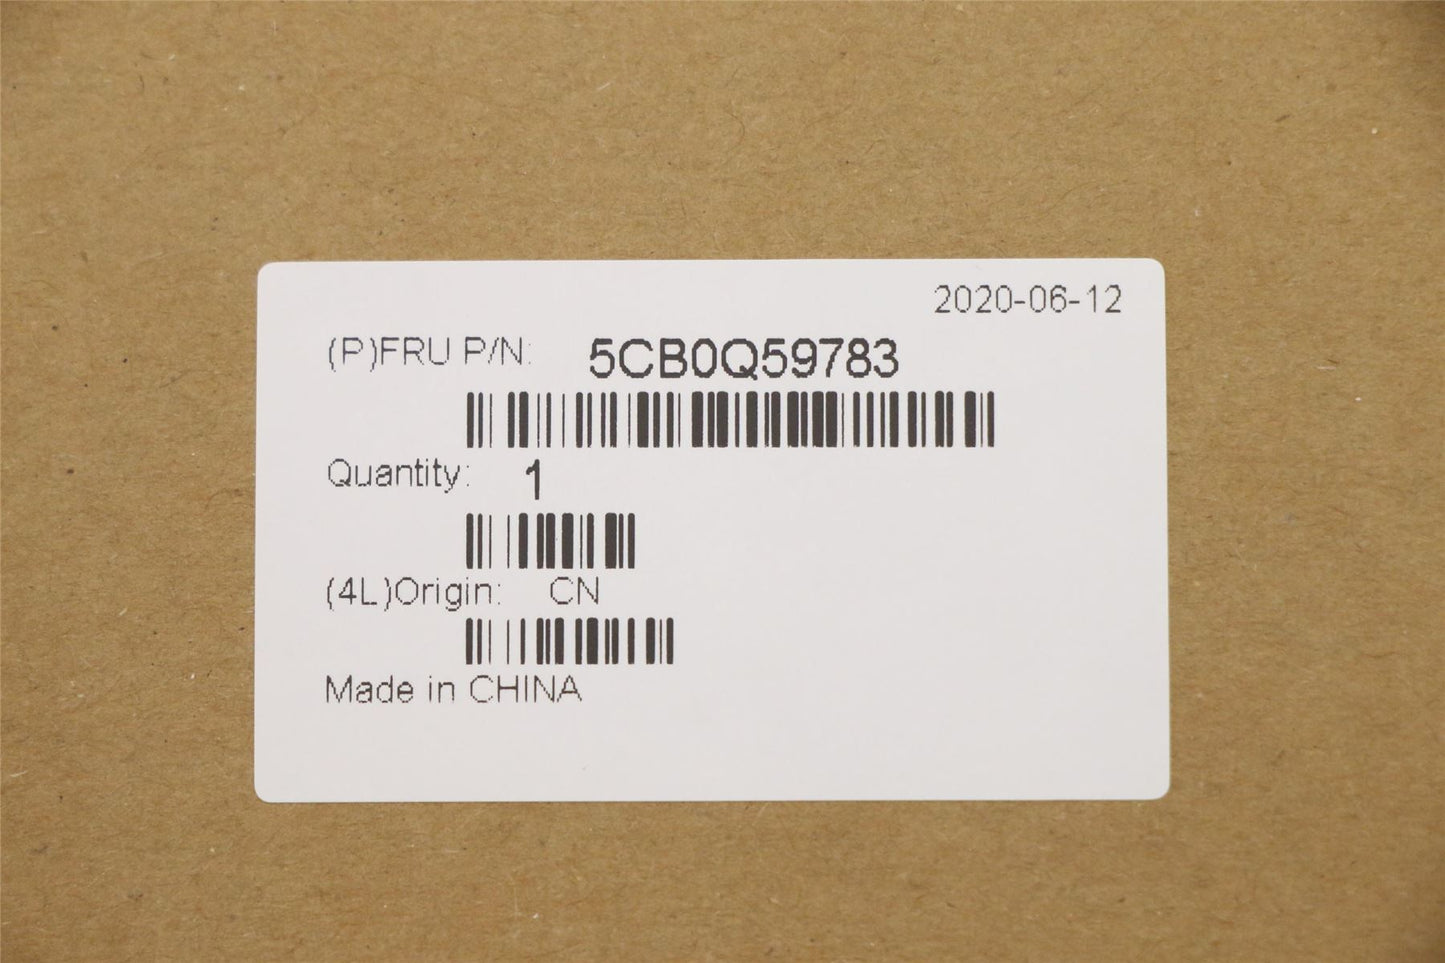 2020-06-12
(P)FRU P/N: 5CB0Q59783
Quantity: 1
(4L)Origin: CN
Made in CHINA